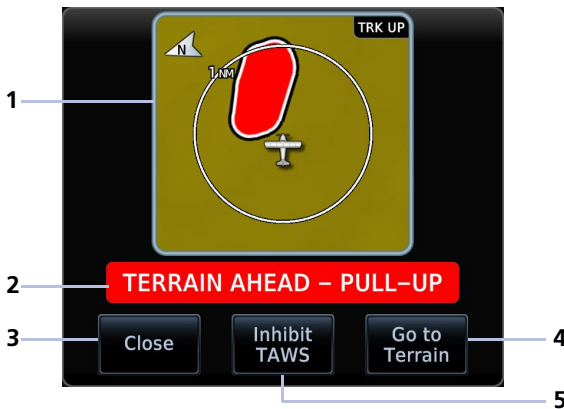 TRK UP
N
1NM
1
TERRAIN AHEAD – PULL–UP
2
3
Close
Inhibit
TAWS
Go to
Terrain
4
5